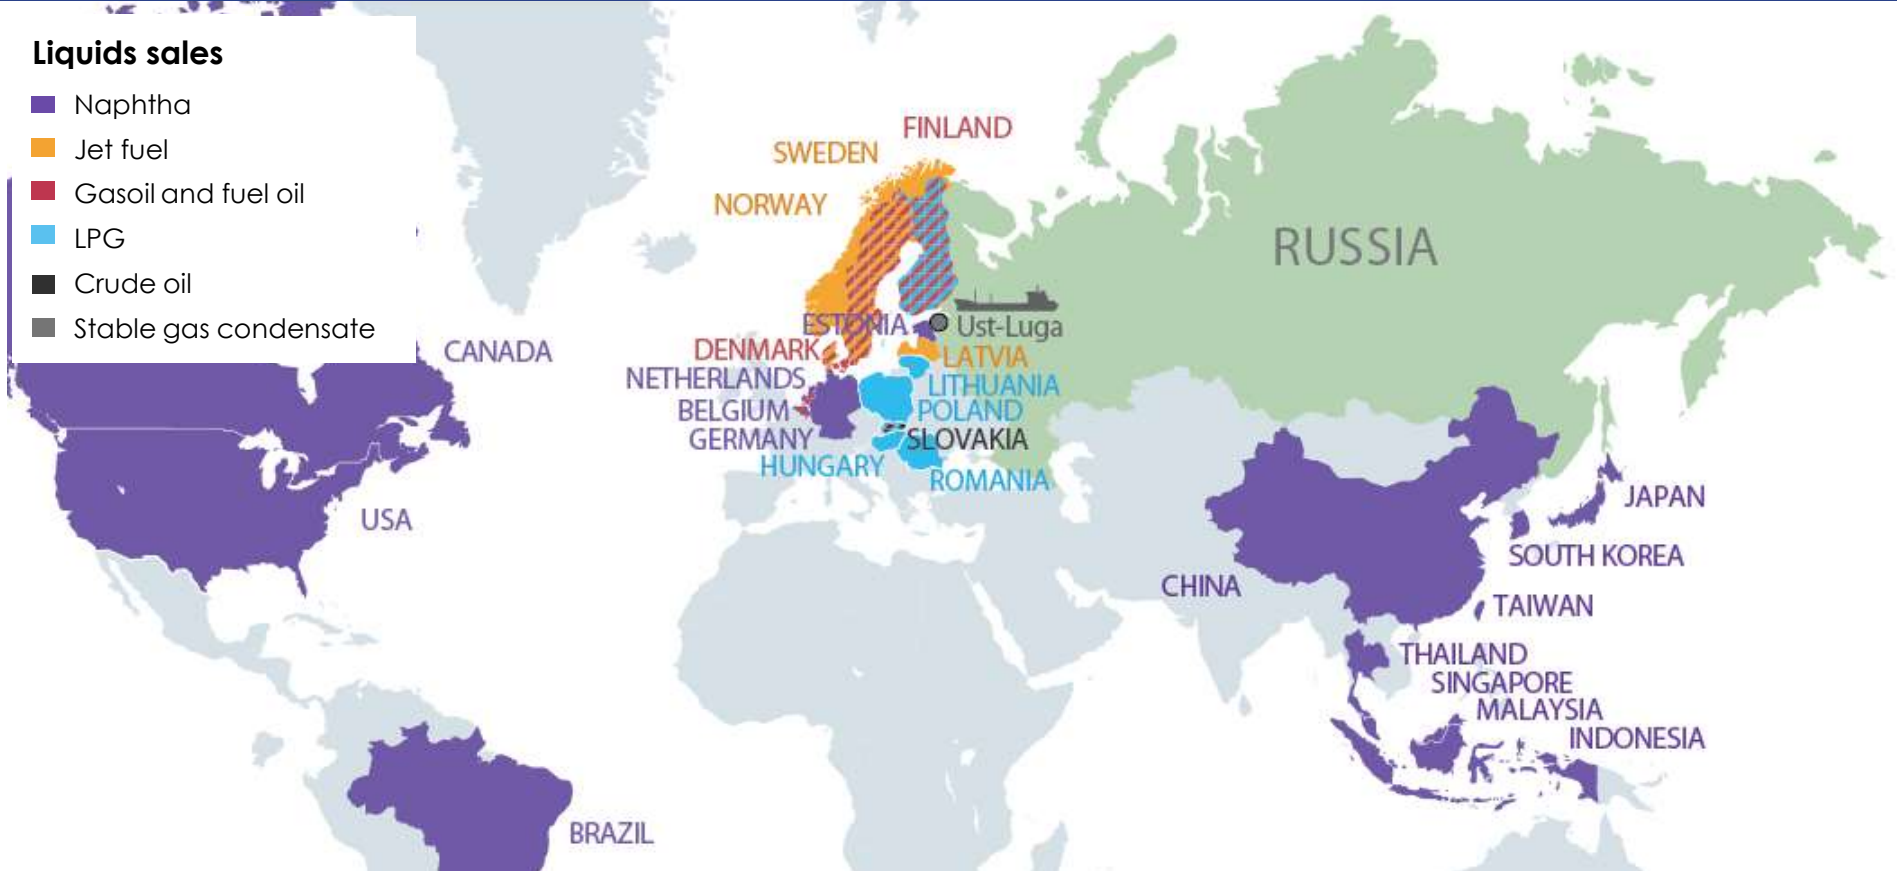 Liquids sales
Naphtha
Jet fuel
Gasoil and fuel oil
LPG
Crude oil
Stable gas condensate
FINLAND
SWEDEN
NORWAY
RUSSIA
ESTONIA
Ust-Luga
DENMARK
LATVIA
CANADA
NETHERLANDS
LITHUANIA
BELGIUM
POLAND
GERMANY
SLOVAKIA
HUNGARY
ROMANIA
USA
JAPAN
SOUTH KOREA
CHINA
TAIWAN
THAILAND
SINGAPORE
MALAYSIA
INDONESIA
BRAZIL